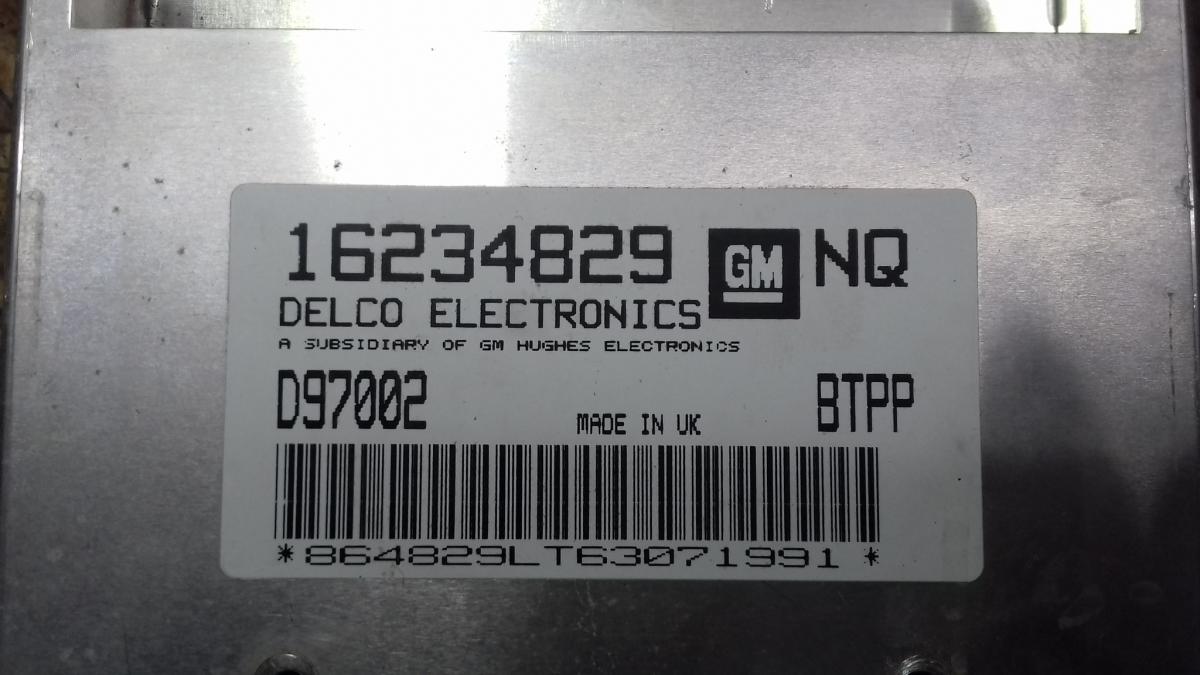 16234829 GM NQ
DELCO ELECTRONICS
A SUBSIDIARY OF GM HUGHES ELECTRONICS
D97002 MADE IN UK BTPP
*864829LT63071991*